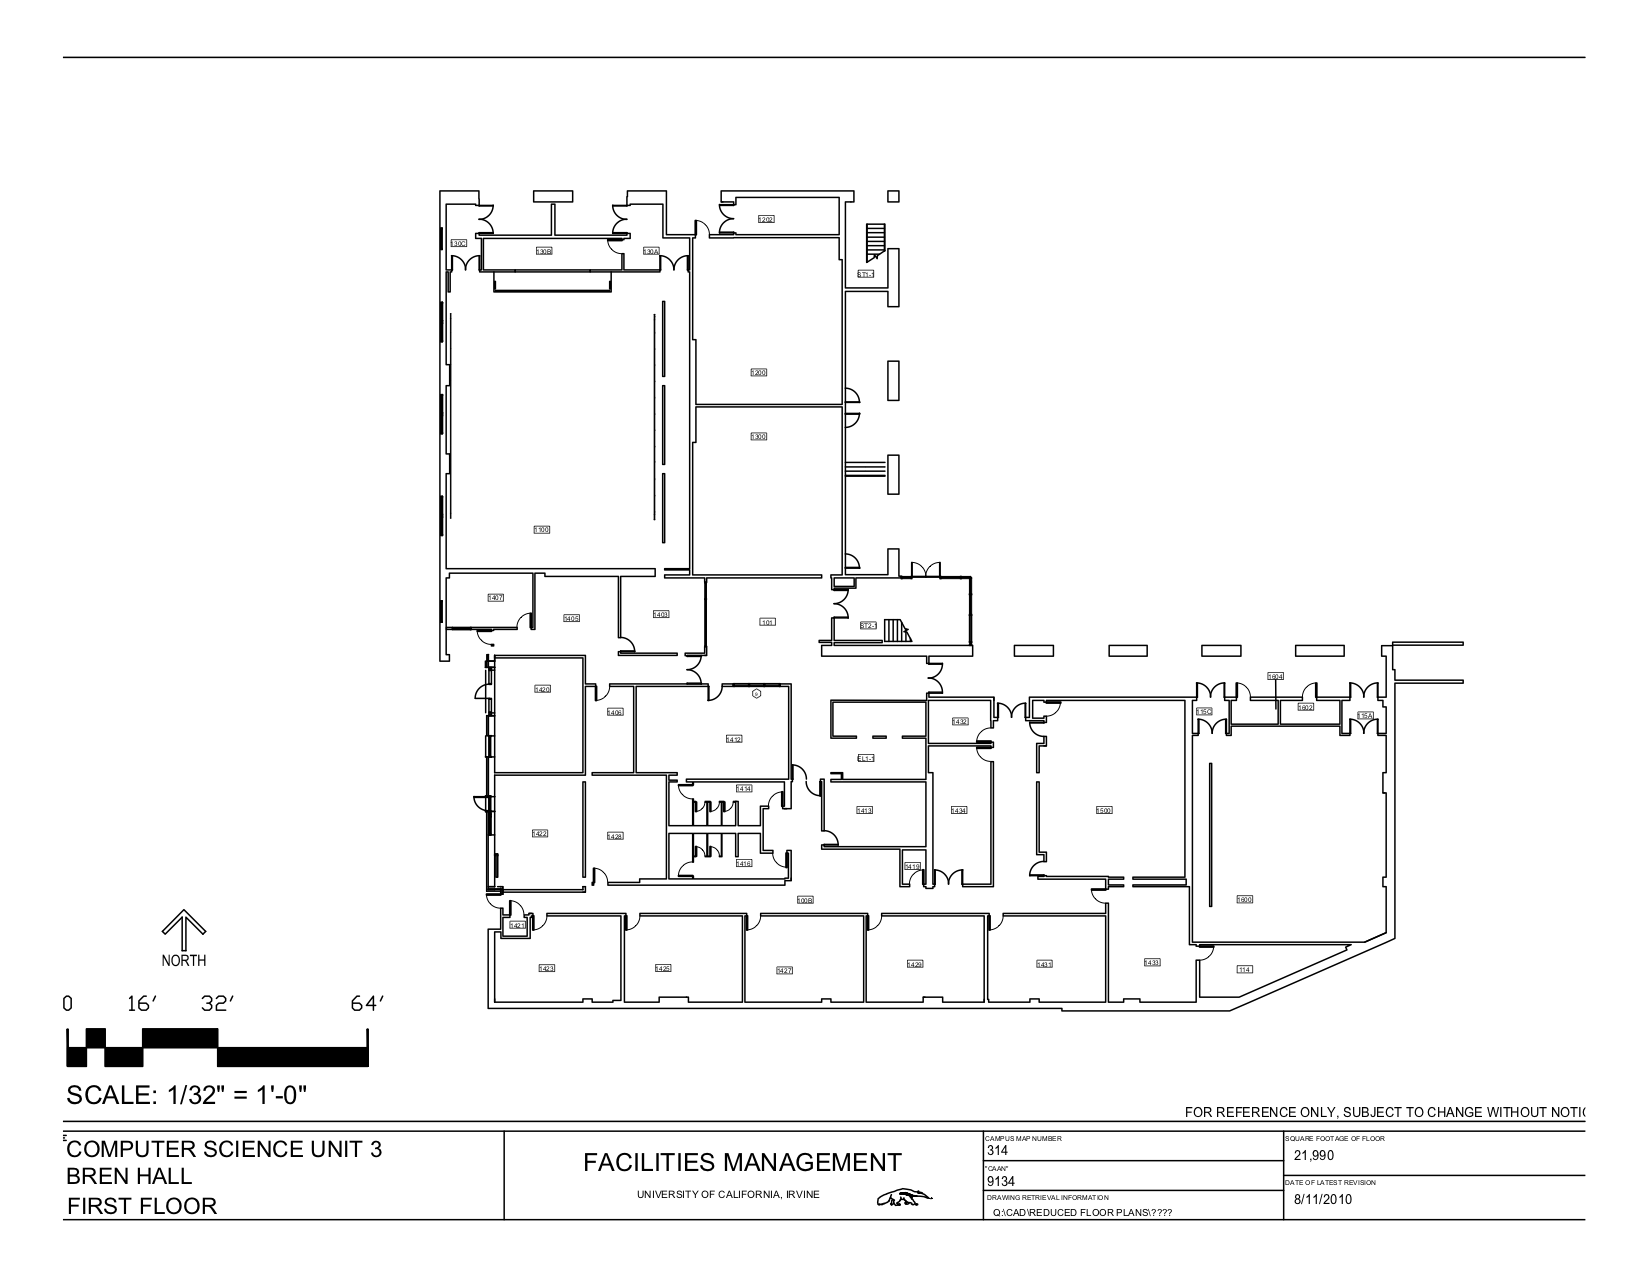 1202
130C
130B
130A
ST1-1
1200
1300
1100
1407
1403
1405
101
ST2-1
1604
1420
1602
1406
115C
115A
1432
1412
EL1-1
1414
1413
1434
1500
1422
1428
1416
1419
1600
100B
1421
1423
1425
1427
1429
1431
1433
114
NORTH
0 16' 32' 64'
SCALE: 1/32" = 1'-0"
FOR REFERENCE ONLY, SUBJECT TO CHANGE WITHOUT NOTIC
COMPUTER SCIENCE UNIT 3
BREN HALL
FIRST FLOOR
FACILITIES MANAGEMENT
UNIVERSITY OF CALIFORNIA, IRVINE
CAMPUS MAP NUMBER
314
"CAAN"
9134
DRAWING RETRIEVAL INFORMATION
Q:\CAD\REDUCED FLOOR PLANS\????
SQUARE FOOTAGE OF FLOOR
21,990
DATE OF LATEST REVISION
8/11/2010